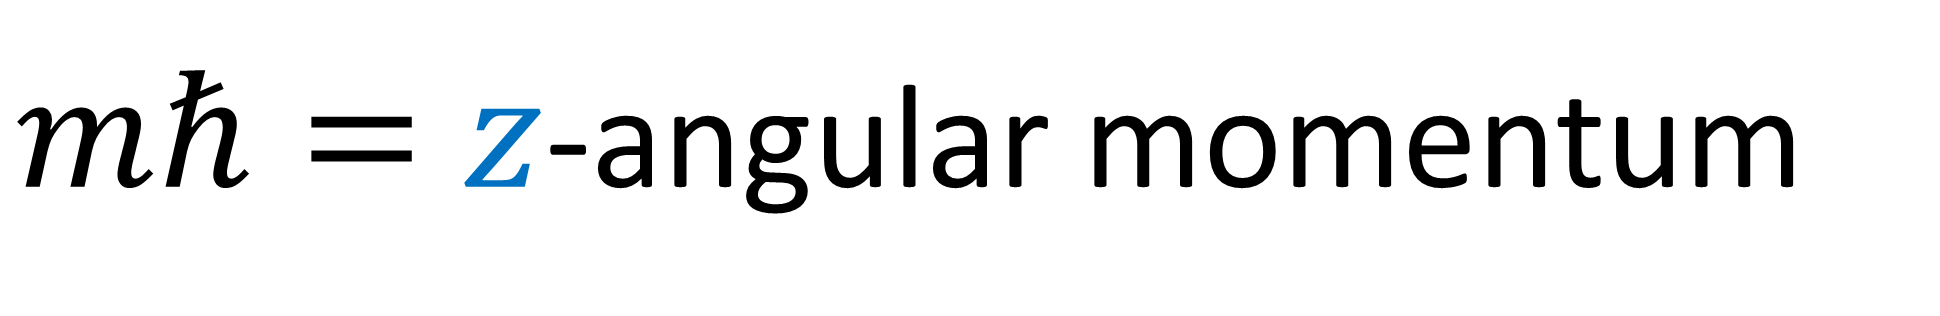 mℏ = z-angular momentum